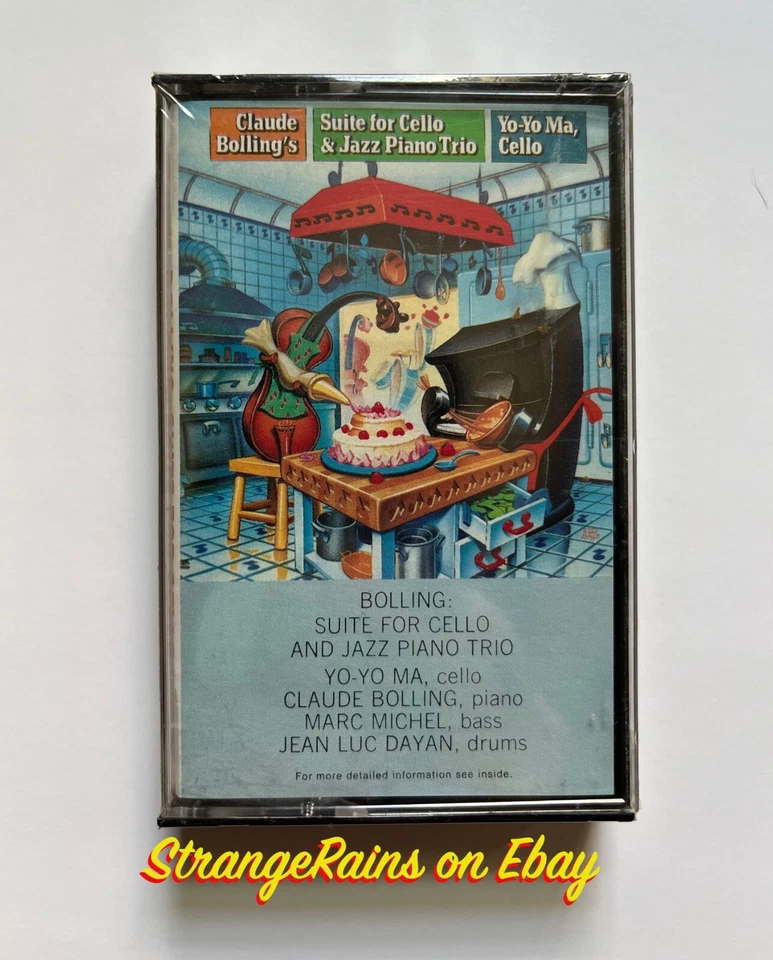 Claude
Bolling's
Suite for Cello
& Jazz Piano Trio
Yo-Yo Ma,
Cello
BOLLING:
SUITE FOR CELLO
AND JAZZ PIANO TRIO
YO-YO MA, cello
CLAUDE BOLLING, piano
MARC MICHEL, bass
JEAN LUC DAYAN, drums
For more detailed information see inside.
StrangeRains on Ebay